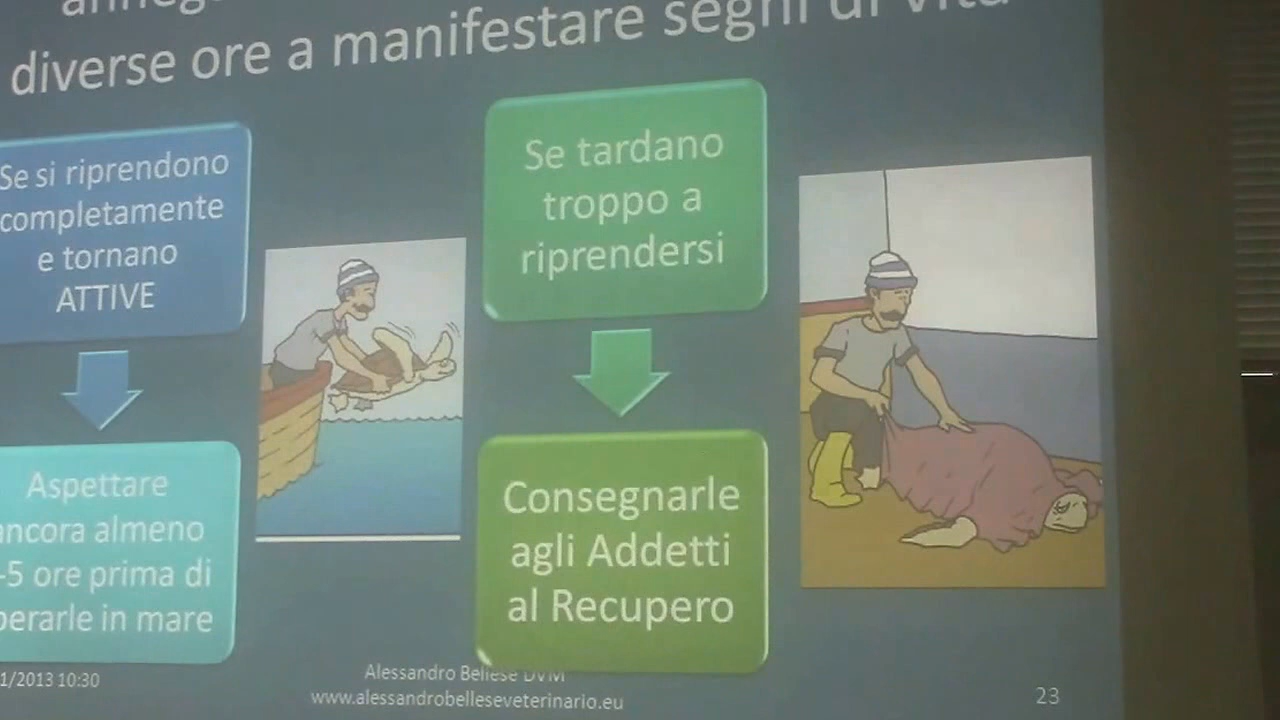 diverse ore a manifestare segni di vita
Se si riprendono
completamente
e tornano
ATTIVE
Se tardano
troppo a
riprendersi
Aspettare
ancora almeno
-5 ore prima di
perarle in mare
Consegnarle
agli Addetti
al Recupero
1/2013 10:30
Alessandro Bellese DVM
www.alessandrobelleseveterinario.eu
23